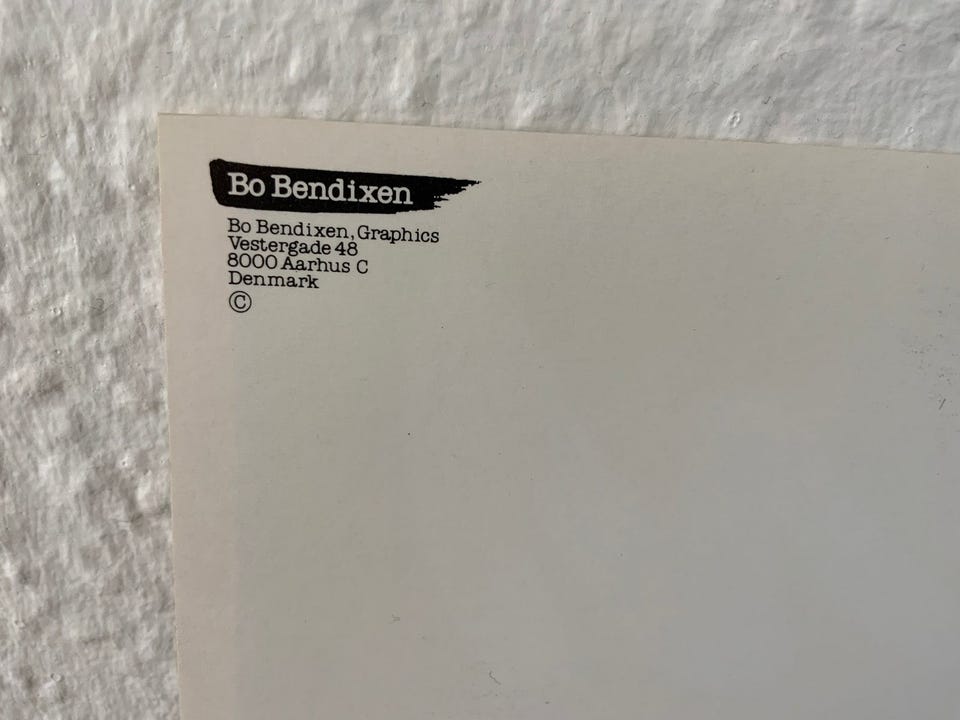 Bo Bendixen
Bo Bendixen, Graphics
Vestergade 48
8000 Aarhus C
Denmark
©